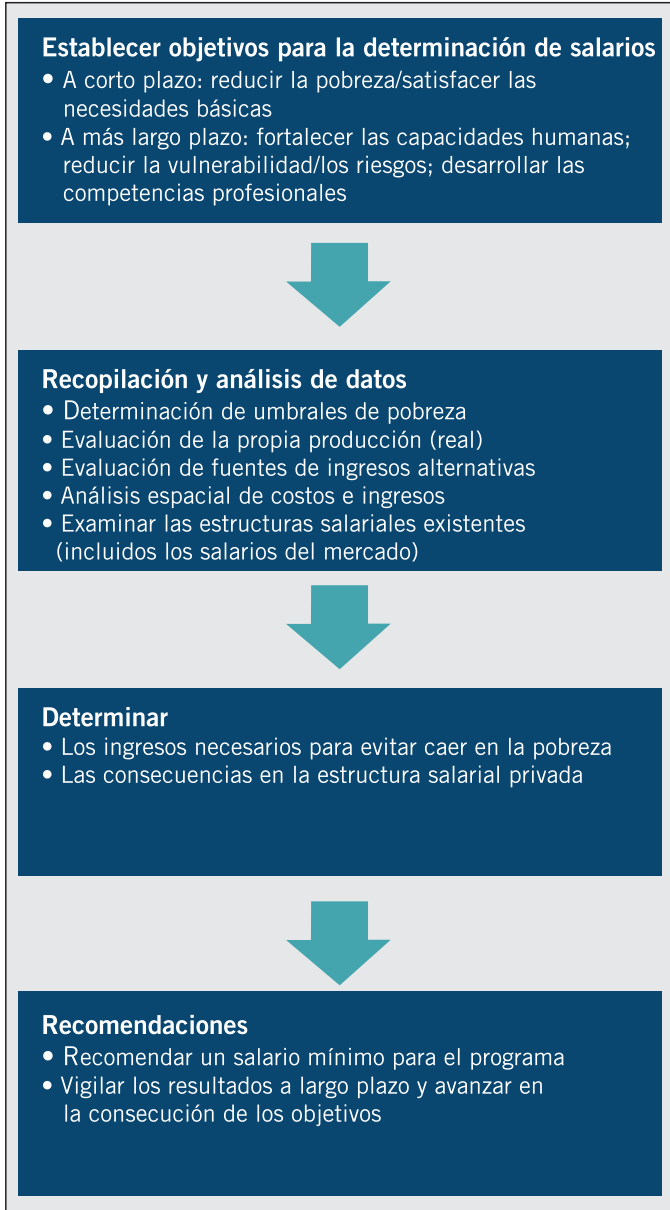 Establecer objetivos para la determinación de salarios
• A corto plazo: reducir la pobreza/satisfacer las
necesidades básicas
• A más largo plazo: fortalecer las capacidades humanas;
reducir la vulnerabilidad/los riesgos; desarrollar las
competencias profesionales
Recopilación y análisis de datos
• Determinación de umbrales de pobreza
• Evaluación de la propia producción (real)
• Evaluación de fuentes de ingresos alternativas
• Análisis espacial de costos e ingresos
• Examinar las estructuras salariales existentes
(incluidos los salarios del mercado)
Determinar
• Los ingresos necesarios para evitar caer en la pobreza
• Las consecuencias en la estructura salarial privada
Recomendaciones
• Recomendar un salario mínimo para el programa
• Vigilar los resultados a largo plazo y avanzar en
la consecución de los objetivos